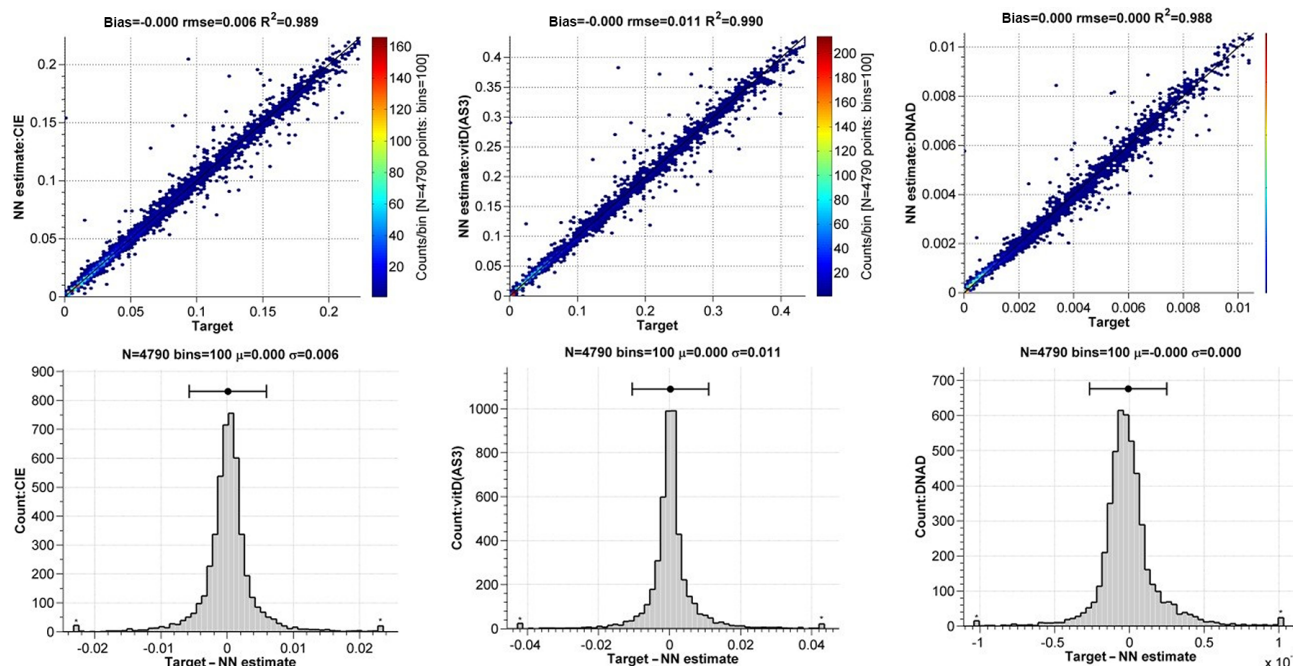 Bias=-0.000 rmse=0.006 R²=0.989
NN estimate:CIE
0.2
0.15
0.1
0.05
0
0 0.05 0.1 0.15 0.2
Target
160
140
120
100
80
60
40
20
Counts/bin [N=4790 points: bins=100]
Bias=-0.000 rmse=0.011 R²=0.990
NN estimate:vitD(AS3)
0.4
0.35
0.3
0.25
0.2
0.15
0.1
0.05
0
0 0.1 0.2 0.3 0.4
Target
200
180
160
140
120
100
80
60
40
20
Counts/bin [N=4790 points: bins=100]
Bias=0.000 rmse=0.000 R²=0.988
NN estimate:DNAD
0.01
0.008
0.006
0.004
0.002
0
0 0.002 0.004 0.006 0.008 0.01
Target
N=4790 bins=100 μ=0.000 σ=0.006
Count:CIE
900
800
700
600
500
400
300
200
100
0
-0.02 -0.01 0 0.01 0.02
Target – NN estimate
N=4790 bins=100 μ=0.000 σ=0.011
Count:vitD(AS3)
1000
800
600
400
200
0
-0.04 -0.02 0 0.02 0.04
Target – NN estimate
N=4790 bins=100 μ=-0.000 σ=0.000
Count:DNAD
700
600
500
400
300
200
100
0
-1 -0.5 0 0.5 1
Target – NN estimate
x 10